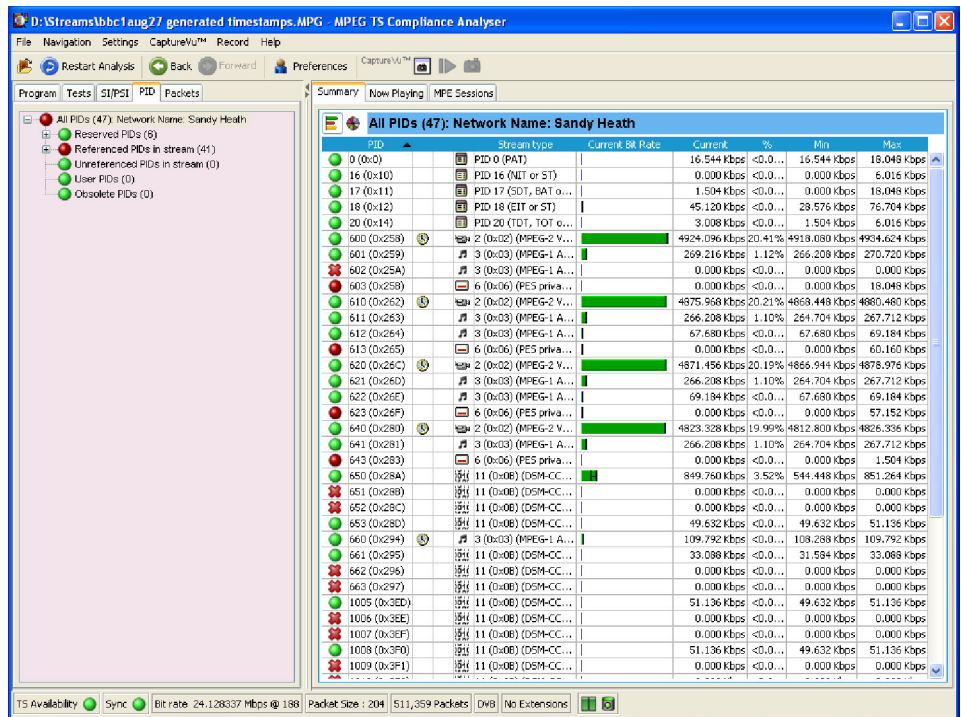 D:\Streams\bbc1aug27 generated timestamps.MPG - MPEG TS Compliance Analyser
File Navigation Settings CaptureVu™ Record Help
Restart Analysis Back Forward Preferences CaptureVu™
Program Tests SI/PSI PID Packets
Summary Now Playing MPE Sessions
All PIDs (47): Network Name: Sandy Heath
Reserved PIDs (6)
Referenced PIDs in stream (41)
Unreferenced PIDs in stream (0)
User PIDs (0)
Obsolete PIDs (0)
All PIDs (47): Network Name: Sandy Heath
PID Stream type Current Bit Rate Current % Min Max
0 (0x0) PID 0 (PAT) 16.544 Kbps <0.0... 16.544 Kbps 18.048 Kbps
16 (0x10) PID 16 (NIT or ST) 0.000 Kbps <0.0... 0.000 Kbps 6.016 Kbps
17 (0x11) PID 17 (SDT, BAT o... 1.504 Kbps <0.0... 0.000 Kbps 18.048 Kbps
18 (0x12) PID 18 (EIT or ST) 45.120 Kbps <0.0... 28.576 Kbps 76.704 Kbps
20 (0x14) PID 20 (TDT, TOT o... 3.008 Kbps <0.0... 1.504 Kbps 6.016 Kbps
600 (0x258) 2 (0x02) (MPEG-2 V... 4924.096 Kbps 20.41% 4918.080 Kbps 4934.624 Kbps
601 (0x259) 3 (0x03) (MPEG-1 A... 269.216 Kbps 1.12% 266.208 Kbps 270.720 Kbps
602 (0x25A) 3 (0x03) (MPEG-1 A... 0.000 Kbps <0.0... 0.000 Kbps 0.000 Kbps
603 (0x25B) 6 (0x06) (PES priva... 0.000 Kbps <0.0... 0.000 Kbps 18.048 Kbps
610 (0x262) 2 (0x02) (MPEG-2 V... 4875.968 Kbps 20.21% 4868.448 Kbps 4880.480 Kbps
611 (0x263) 3 (0x03) (MPEG-1 A... 266.208 Kbps 1.10% 264.704 Kbps 267.712 Kbps
612 (0x264) 3 (0x03) (MPEG-1 A... 67.680 Kbps <0.0... 67.680 Kbps 69.184 Kbps
613 (0x265) 6 (0x06) (PES priva... 0.000 Kbps <0.0... 0.000 Kbps 60.160 Kbps
620 (0x26C) 2 (0x02) (MPEG-2 V... 4871.456 Kbps 20.19% 4866.944 Kbps 4878.976 Kbps
621 (0x26D) 3 (0x03) (MPEG-1 A... 266.208 Kbps 1.10% 264.704 Kbps 267.712 Kbps
622 (0x26E) 3 (0x03) (MPEG-1 A... 69.184 Kbps <0.0... 67.680 Kbps 69.184 Kbps
623 (0x26F) 6 (0x06) (PES priva... 0.000 Kbps <0.0... 0.000 Kbps 57.152 Kbps
640 (0x280) 2 (0x02) (MPEG-2 V... 4823.328 Kbps 19.99% 4812.800 Kbps 4826.336 Kbps
641 (0x281) 3 (0x03) (MPEG-1 A... 266.208 Kbps 1.10% 264.704 Kbps 267.712 Kbps
643 (0x283) 6 (0x06) (PES priva... 0.000 Kbps <0.0... 0.000 Kbps 1.504 Kbps
650 (0x28A) 11 (0x0B) (DSM-CC... 849.760 Kbps 3.52% 544.448 Kbps 851.264 Kbps
651 (0x28B) 11 (0x0B) (DSM-CC... 0.000 Kbps <0.0... 0.000 Kbps 0.000 Kbps
652 (0x28C) 11 (0x0B) (DSM-CC... 0.000 Kbps <0.0... 0.000 Kbps 0.000 Kbps
653 (0x28D) 11 (0x0B) (DSM-CC... 49.632 Kbps <0.0... 49.632 Kbps 51.136 Kbps
660 (0x294) 3 (0x03) (MPEG-1 A... 109.792 Kbps <0.0... 108.288 Kbps 109.792 Kbps
661 (0x295) 11 (0x0B) (DSM-CC... 33.088 Kbps <0.0... 31.584 Kbps 33.088 Kbps
662 (0x296) 11 (0x0B) (DSM-CC... 0.000 Kbps <0.0... 0.000 Kbps 0.000 Kbps
663 (0x297) 11 (0x0B) (DSM-CC... 0.000 Kbps <0.0... 0.000 Kbps 0.000 Kbps
1005 (0x3ED) 11 (0x0B) (DSM-CC... 51.136 Kbps <0.0... 49.632 Kbps 51.136 Kbps
1006 (0x3EE) 11 (0x0B) (DSM-CC... 0.000 Kbps <0.0... 0.000 Kbps 0.000 Kbps
1007 (0x3EF) 11 (0x0B) (DSM-CC... 0.000 Kbps <0.0... 0.000 Kbps 0.000 Kbps
1008 (0x3F0) 11 (0x0B) (DSM-CC... 51.136 Kbps <0.0... 49.632 Kbps 51.136 Kbps
1009 (0x3F1) 11 (0x0B) (DSM-CC... 0.000 Kbps <0.0... 0.000 Kbps 0.000 Kbps
TS Availability Sync Bit rate 24.128337 Mbps @ 188 Packet Size : 204 511,359 Packets DVB No Extensions